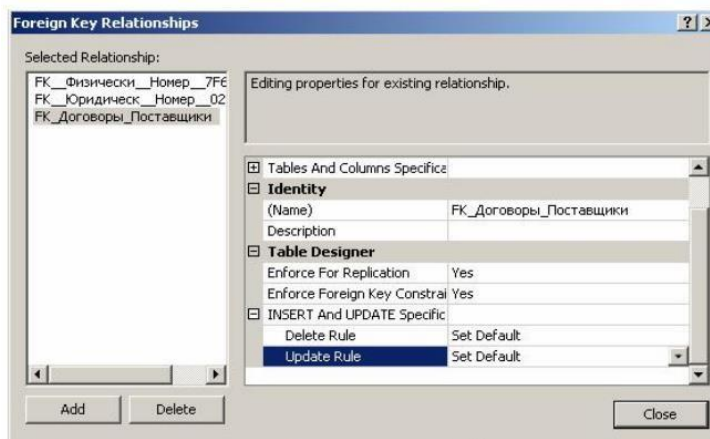 Foreign Key Relationships
Selected Relationship:
FK__Физически__Номер__7F6
FK__Юридическ__Номер__02
FK_Договоры_Поставщики
Editing properties for existing relationship.
Tables And Columns Specifica
Identity
(Name) FK_Договоры_Поставщики
Description
Table Designer
Enforce For Replication Yes
Enforce Foreign Key Constrai Yes
INSERT And UPDATE Specific
Delete Rule Set Default
Update Rule Set Default
Add Delete Close